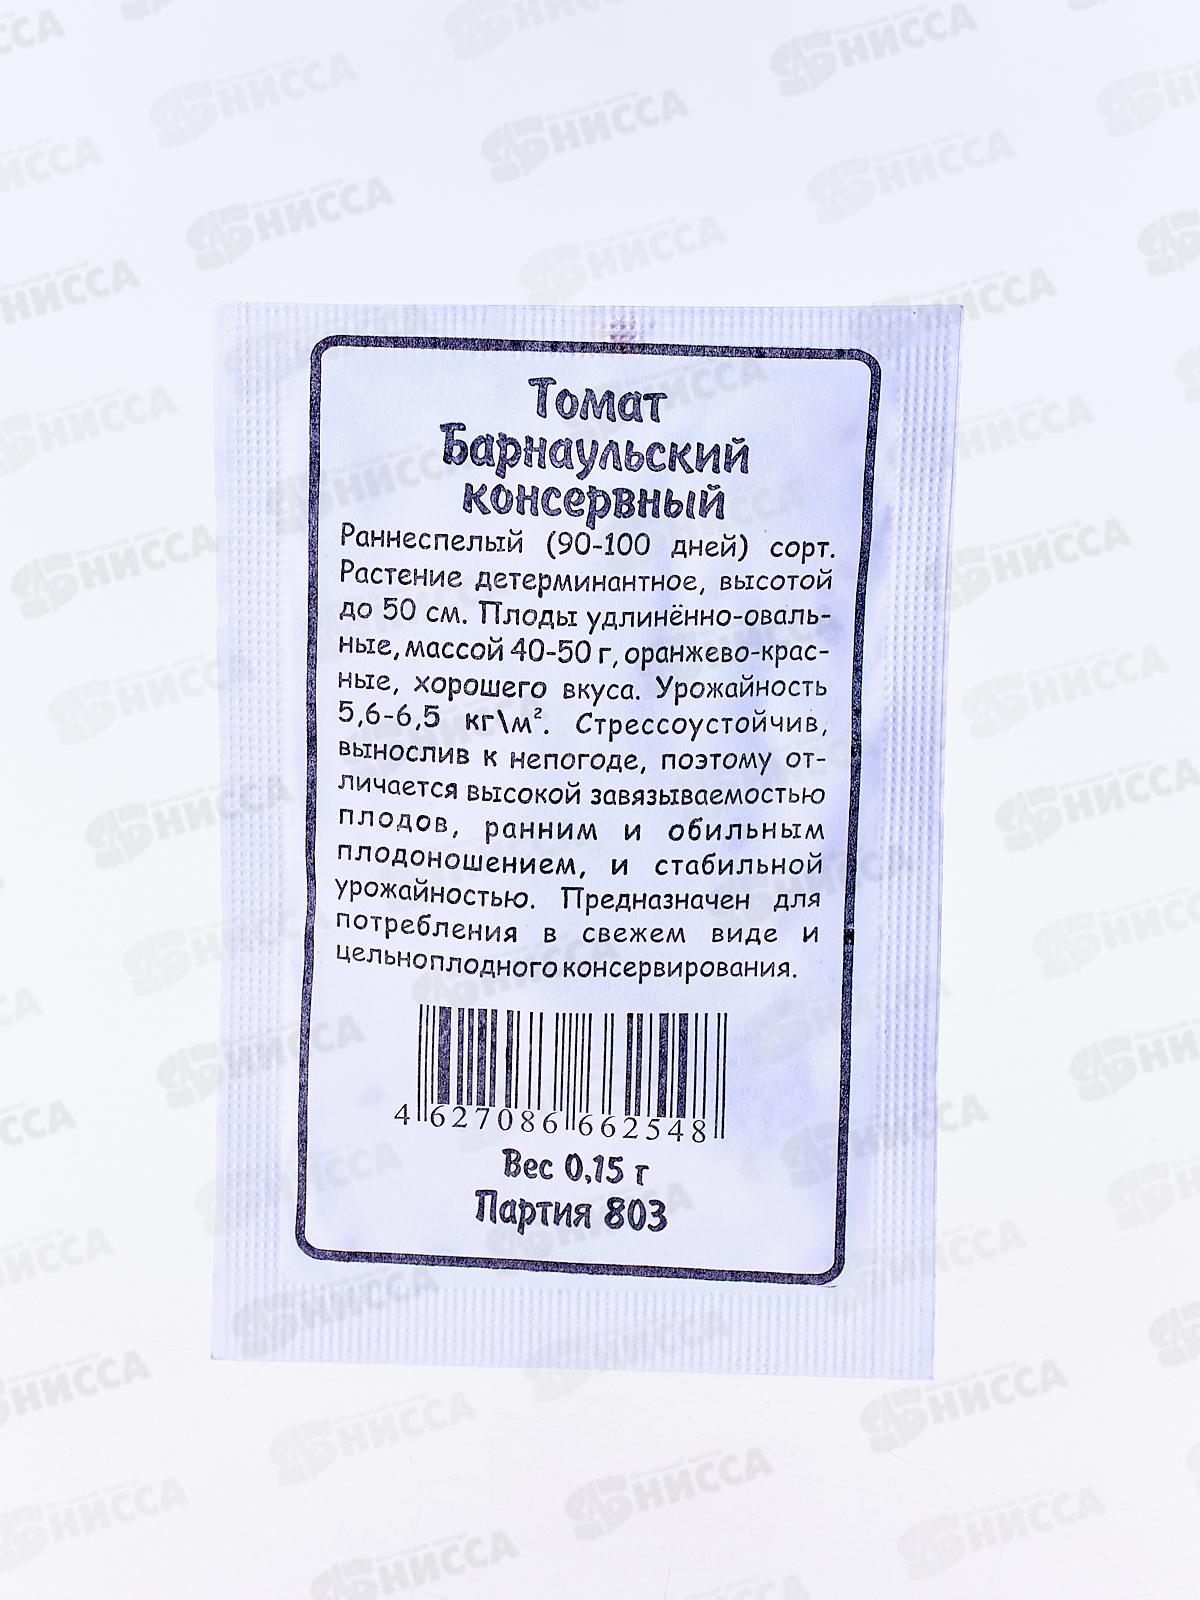 Томат
Барнаульский
консервный
Раннеспелый (90-100 дней) сорт.
Растение детерминантное, высотой
до 50 см. Плоды удлинённо-оваль-
ные, массой 40-50 г, оранжево-крас-
ные, хорошего вкуса. Урожайность
5,6-6,5 кг\м². Стрессоустойчив,
вынослив к непогоде, поэтому от-
личается высокой завязываемостью
плодов, ранним и обильным
плодоношением, и стабильной
урожайностью. Предназначен для
потребления в свежем виде и
цельноплодного консервирования.
4 627086 662548
Вес 0,15 г
Партия 803